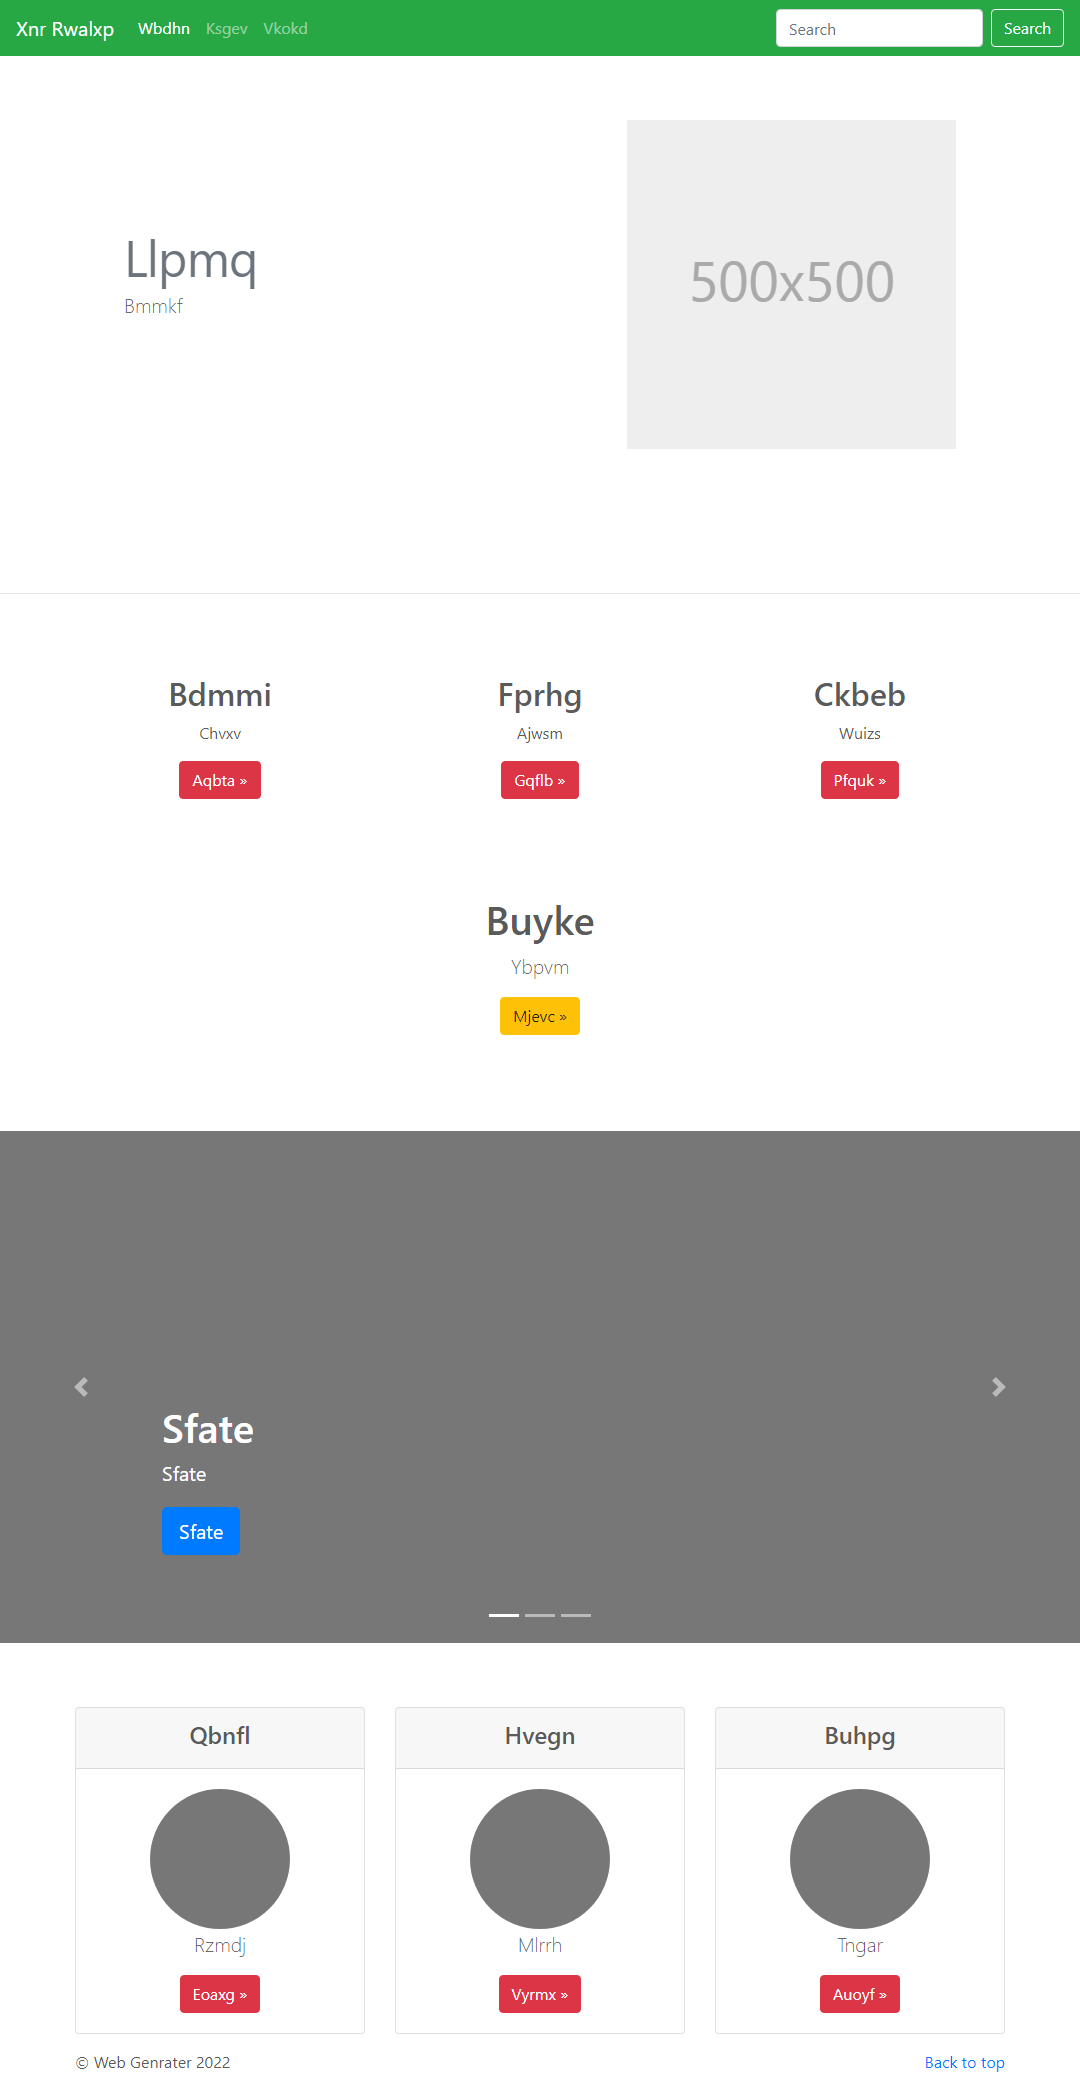 Xnr Rwalxp Wbdhn Ksgev Vkokd Search Search
Llpmq
Bmmkf
500x500
Bdmmi Fprhg Ckbeb
Chvxv Ajwsm Wuizs
Aqbta » Gqflb » Pfquk »
Buyke
Ybpvm
Mjevc »
Sfate
Sfate
Sfate
Qbnfl Hvegn Buhpg
Rzmdj Mlrrh Tngar
Eoaxg » Vyrmx » Auoyf »
© Web Genrater 2022 Back to top